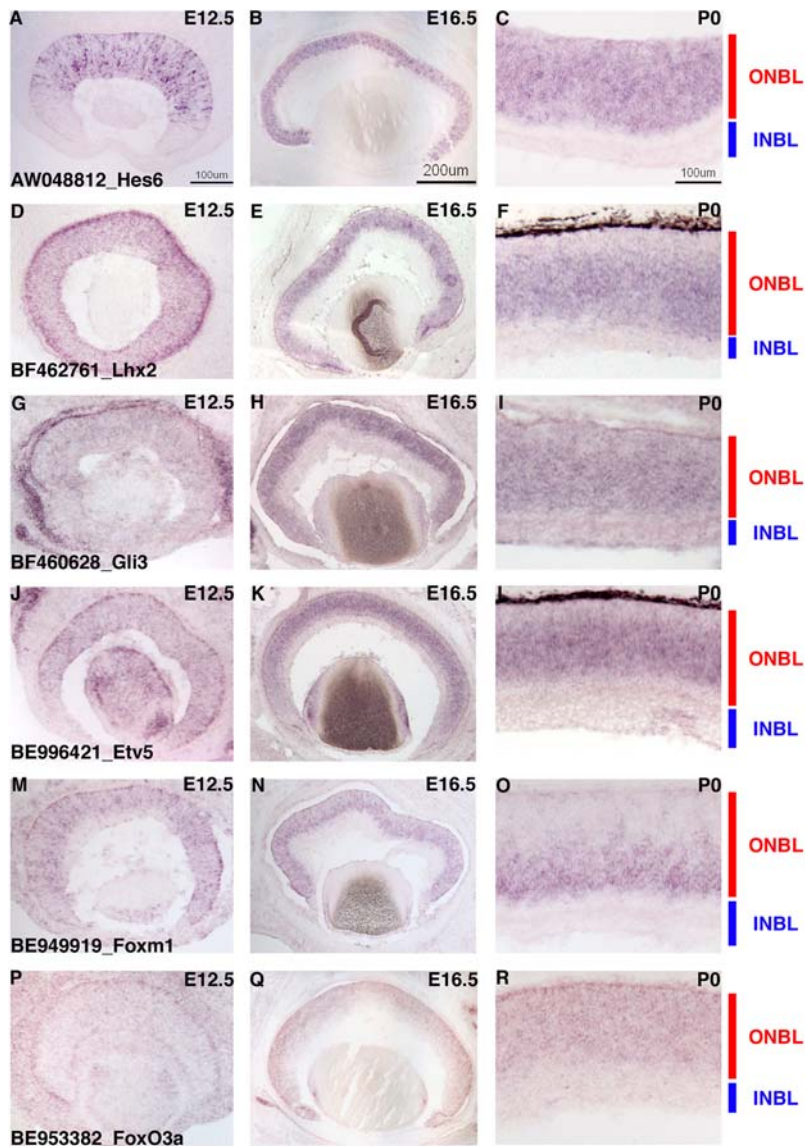 A E12.5 B E16.5 C P0
ONBL
INBL
100um 200um 100um
AW048812_Hes6
D E12.5 E E16.5 F P0
ONBL
INBL
BF462761_Lhx2
G E12.5 H E16.5 I P0
ONBL
INBL
BF460628_Gli3
J E12.5 K E16.5 L P0
ONBL
INBL
BE996421_Etv5
M E12.5 N E16.5 O P0
ONBL
INBL
BE949919_Foxm1
P E12.5 Q E16.5 R P0
ONBL
INBL
BE953382_FoxO3a